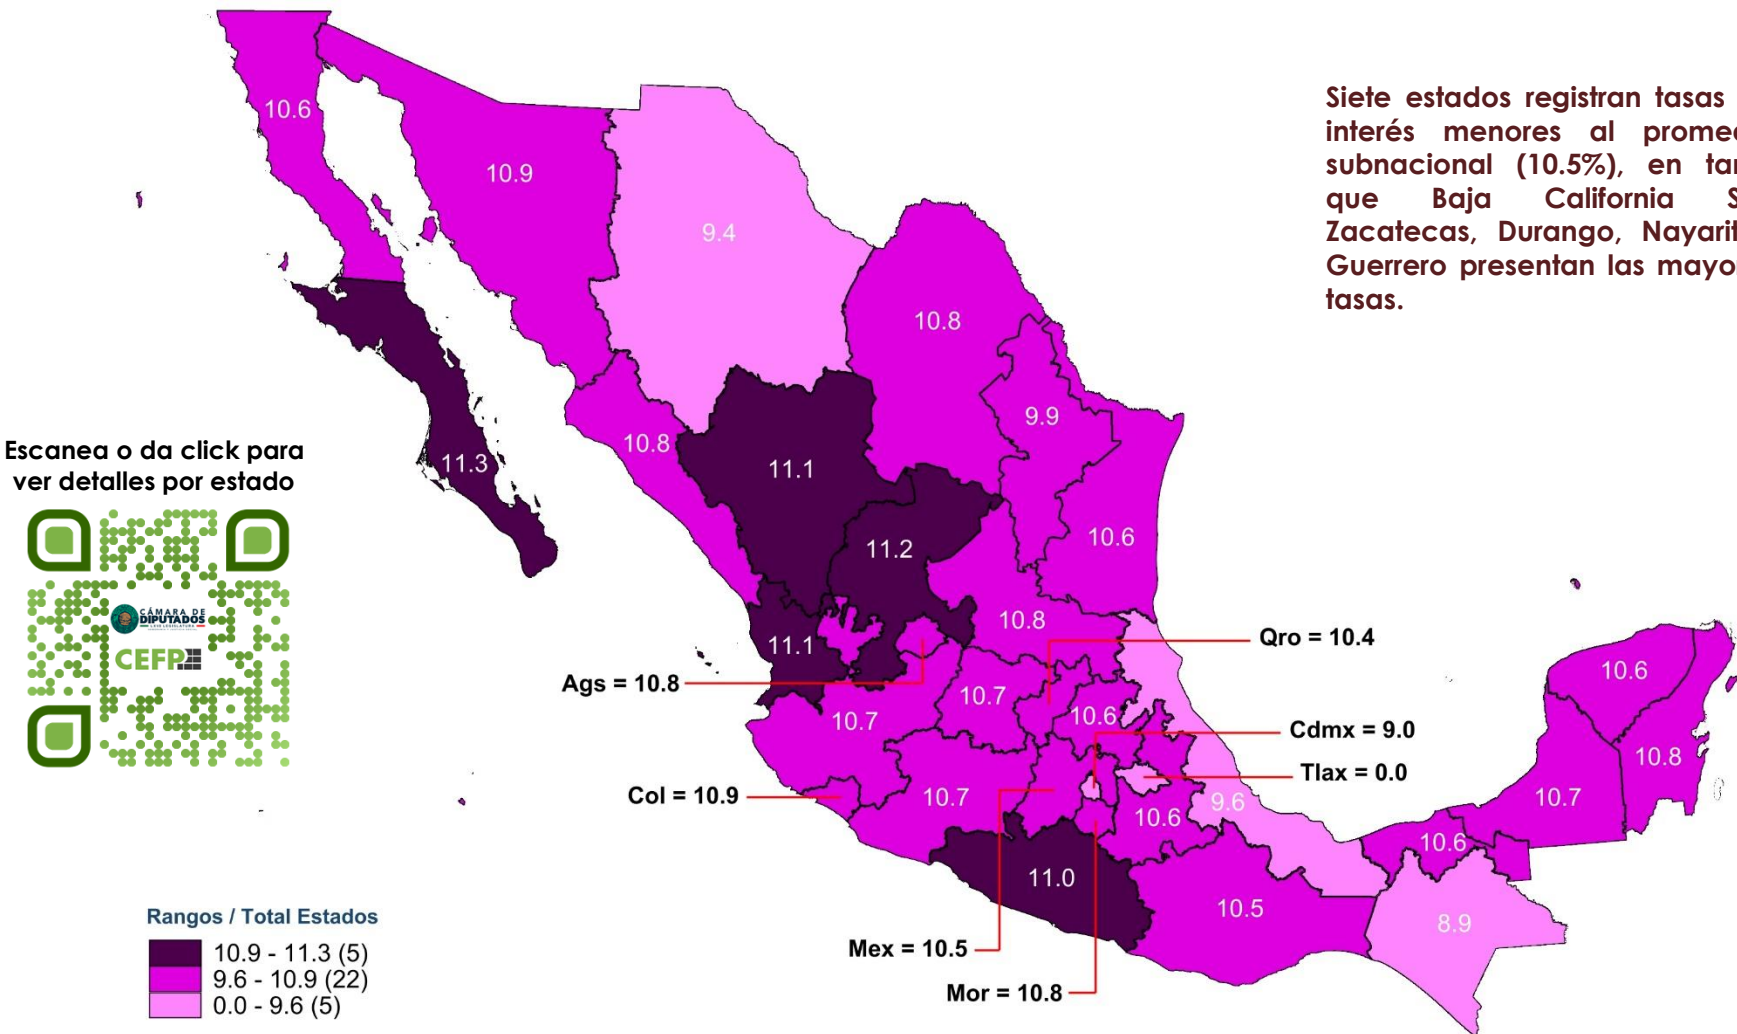 10.6
10.9
9.4
Siete estados registran tasas
interés menores al
subnacional (10.5%), en
que Baja California
Zacatecas, Durango, Nayarit
Guerrero presentan las
tasas.
10.8
9.9
10.8
Escanea o da click para
ver detalles por estado
11.3
11.1
11.2
10.6
CÁMARA DE
DIPUTADOS
CEFP
10.8
Qro = 10.4
11.1
Ags = 10.8
10.6
10.7
10.7
10.6
Cdmx = 9.0
10.8
Tlax = 0.0
Col = 10.9
10.7
10.7
9.6
10.6
10.6
11.0
10.5
8.9
Mex = 10.5
Mor = 10.8
Rangos / Total Estados
10.9 - 11.3 (5)
9.6 - 10.9 (22)
0.0 - 9.6 (5)